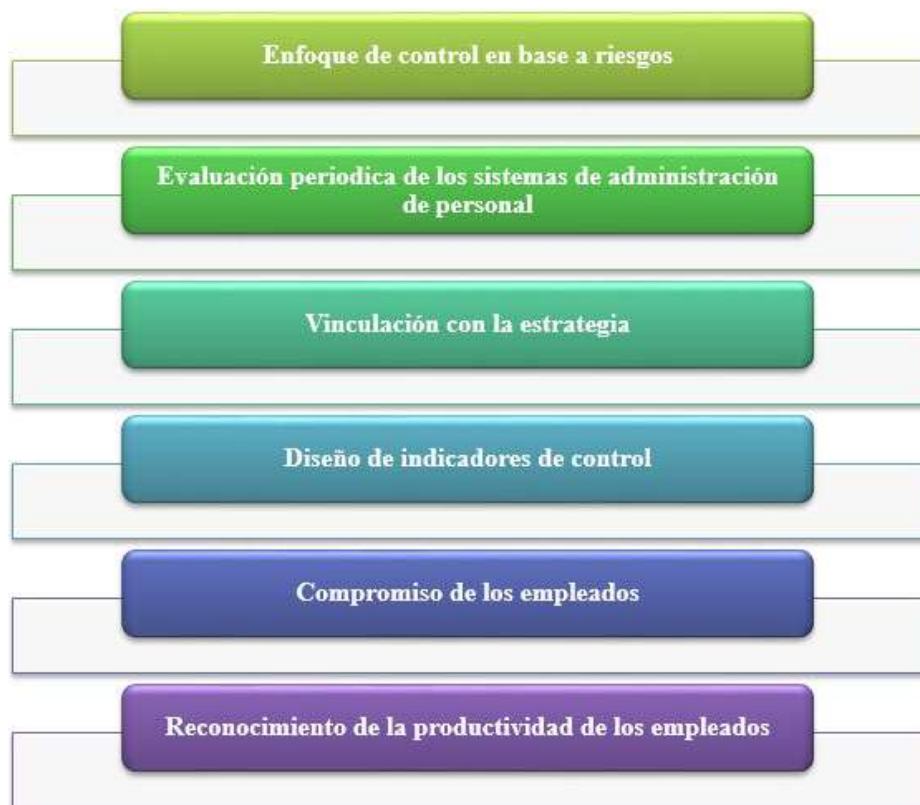 Enfoque de control en base a riesgos
Evaluación periodica de los sistemas de administración
de personal
Vinculación con la estrategia
Diseño de indicadores de control
Compromiso de los empleados
Reconocimiento de la productividad de los empleados